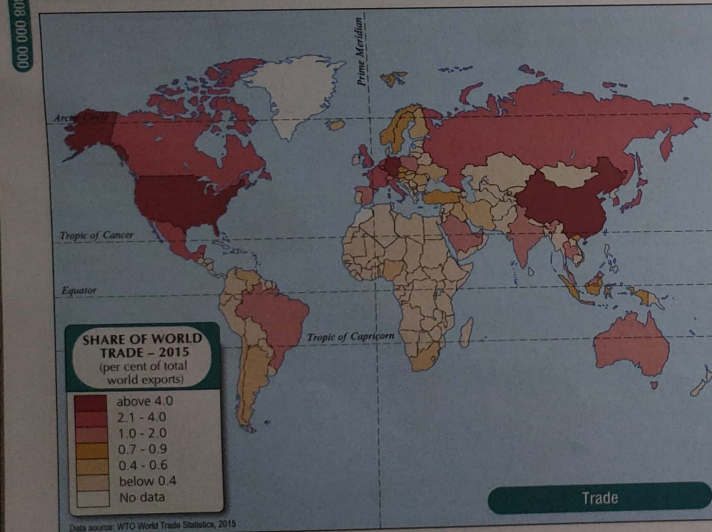 808 000 000
Prime Meridian
Arctic Circle
Tropic of Cancer
Equator
Tropic of Capricorn
SHARE OF WORLD
TRADE – 2015
(per cent of total
world exports)
above 4.0
2.1 - 4.0
1.0 - 2.0
0.7 - 0.9
0.4 - 0.6
below 0.4
No data
Data source: WTO World Trade Statistics, 2015
Trade